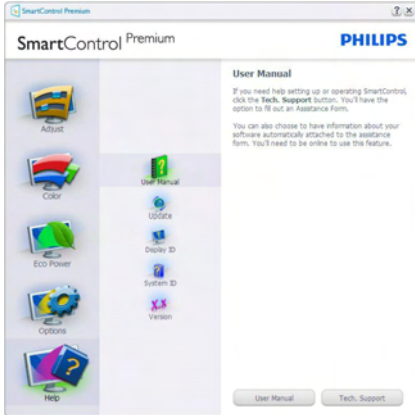 SmartControl Premium
SmartControl Premium
PHILIPS
Adjust
Color
Eco Power
Options
Help
User Manual
Update
Display ID
System ID
Version
User Manual
If you need help setting up or operating SmartControl,
click the Tech. Support button. You'll have the
option to fill out an Assistance Form.
You can also choose to have information about your
software automatically attached to the assistance
form. You'll need to be online to use this feature.
User Manual
Tech. Support